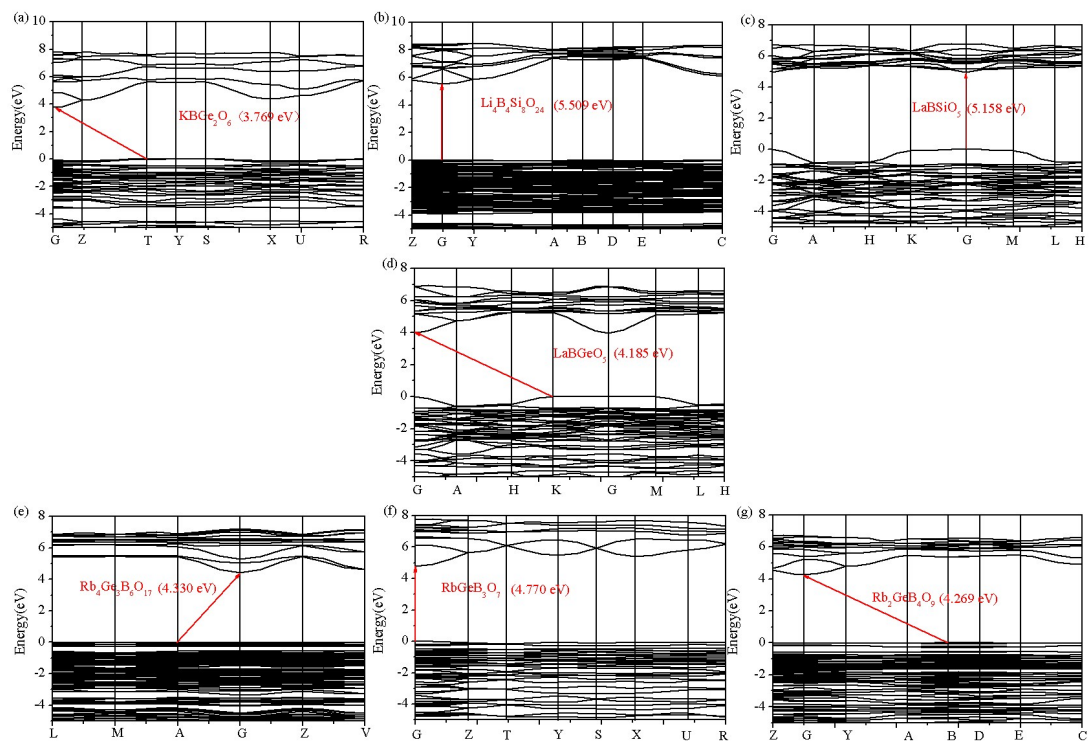 (a)
10
8
6
4
2
0
-2
-4
Energy(eV)
KBGe₂O₆ (3.769 eV)
G Z T Y S X U R
(b)
10
8
6
4
2
0
-2
-4
Energy(eV)
Li₄B₄Si₈O₂₄ (5.509 eV)
Z G Y A B D E C
(c)
8
6
4
2
0
-2
-4
Energy(eV)
LaBSiO₅ (5.158 eV)
G A H K G M L H
(d)
8
6
4
2
0
-2
-4
Energy(eV)
LaBGeO₅ (4.185 eV)
G A H K G M L H
(e)
8
6
4
2
0
-2
-4
Energy(eV)
Rb₄Ge₃B₆O₁₇ (4.330 eV)
L M A G Z V
(f)
8
6
4
2
0
-2
-4
Energy(eV)
RbGeB₃O₇ (4.770 eV)
G Z T Y S X U R
(g)
8
6
4
2
0
-2
-4
Energy(eV)
Rb₂GeB₄O₉ (4.269 eV)
Z G Y A B D E C